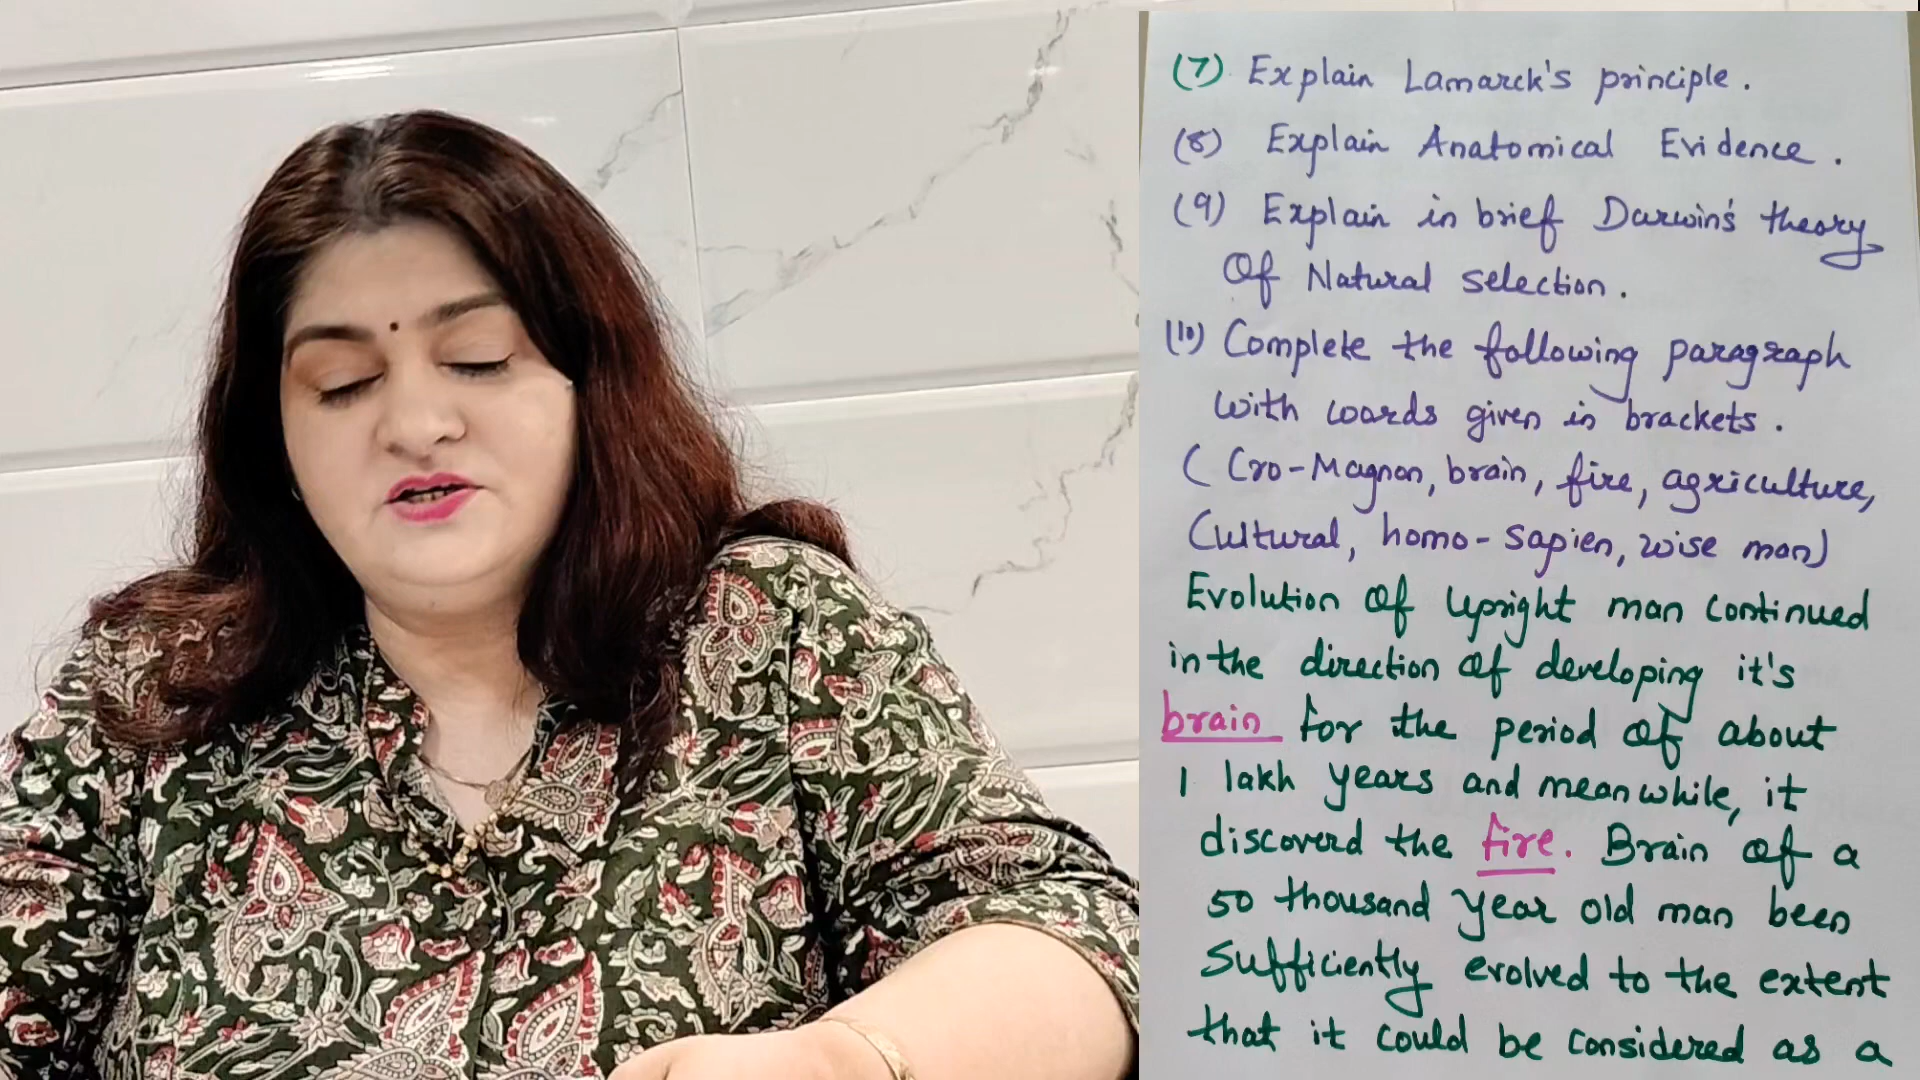 (7) Explain Lamarck's principle.
(8) Explain Anatomical Evidence.
(9) Explain in brief Darwin's theory
Of Natural selection.
(10) Complete the following paragraph
with words given in brackets.
(Cro-Magnon, brain, fire, agriculture,
Cultural, homo-sapien, wise man)
Evolution of Upright man continued
in the direction of developing it's
brain for the period of about
1 lakh years and meanwhile, it
discoverd the fire. Brain of a
50 thousand year old man been
Sufficiently evolved to the extent
that it could be considered as a